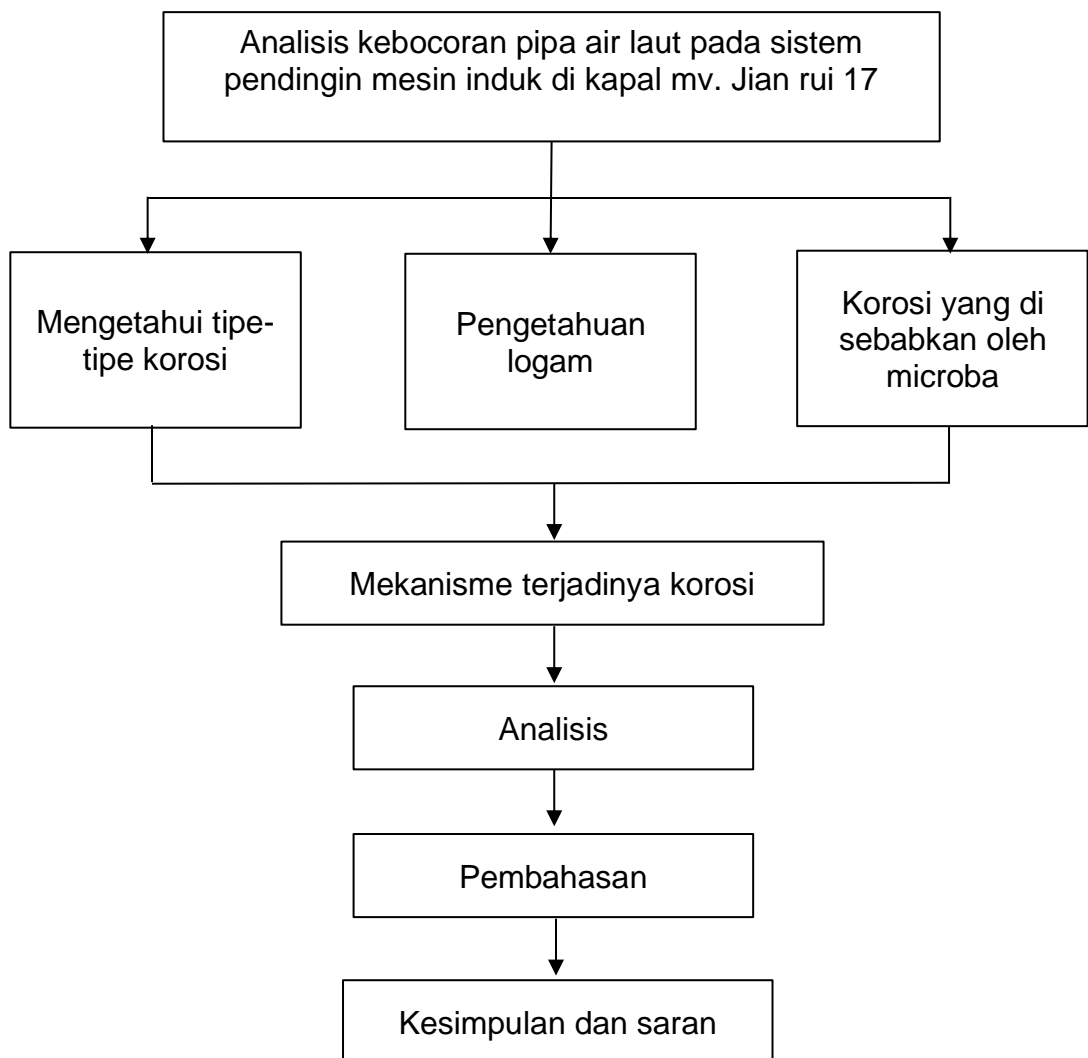 Analisis kebocoran pipa air laut pada sistem
pendingin mesin induk di kapal mv. Jian rui 17
Mengetahui tipe-
tipe korosi
Pengetahuan
logam
Korosi yang di
sebabkan oleh
microba
Mekanisme terjadinya korosi
Analisis
Pembahasan
Kesimpulan dan saran